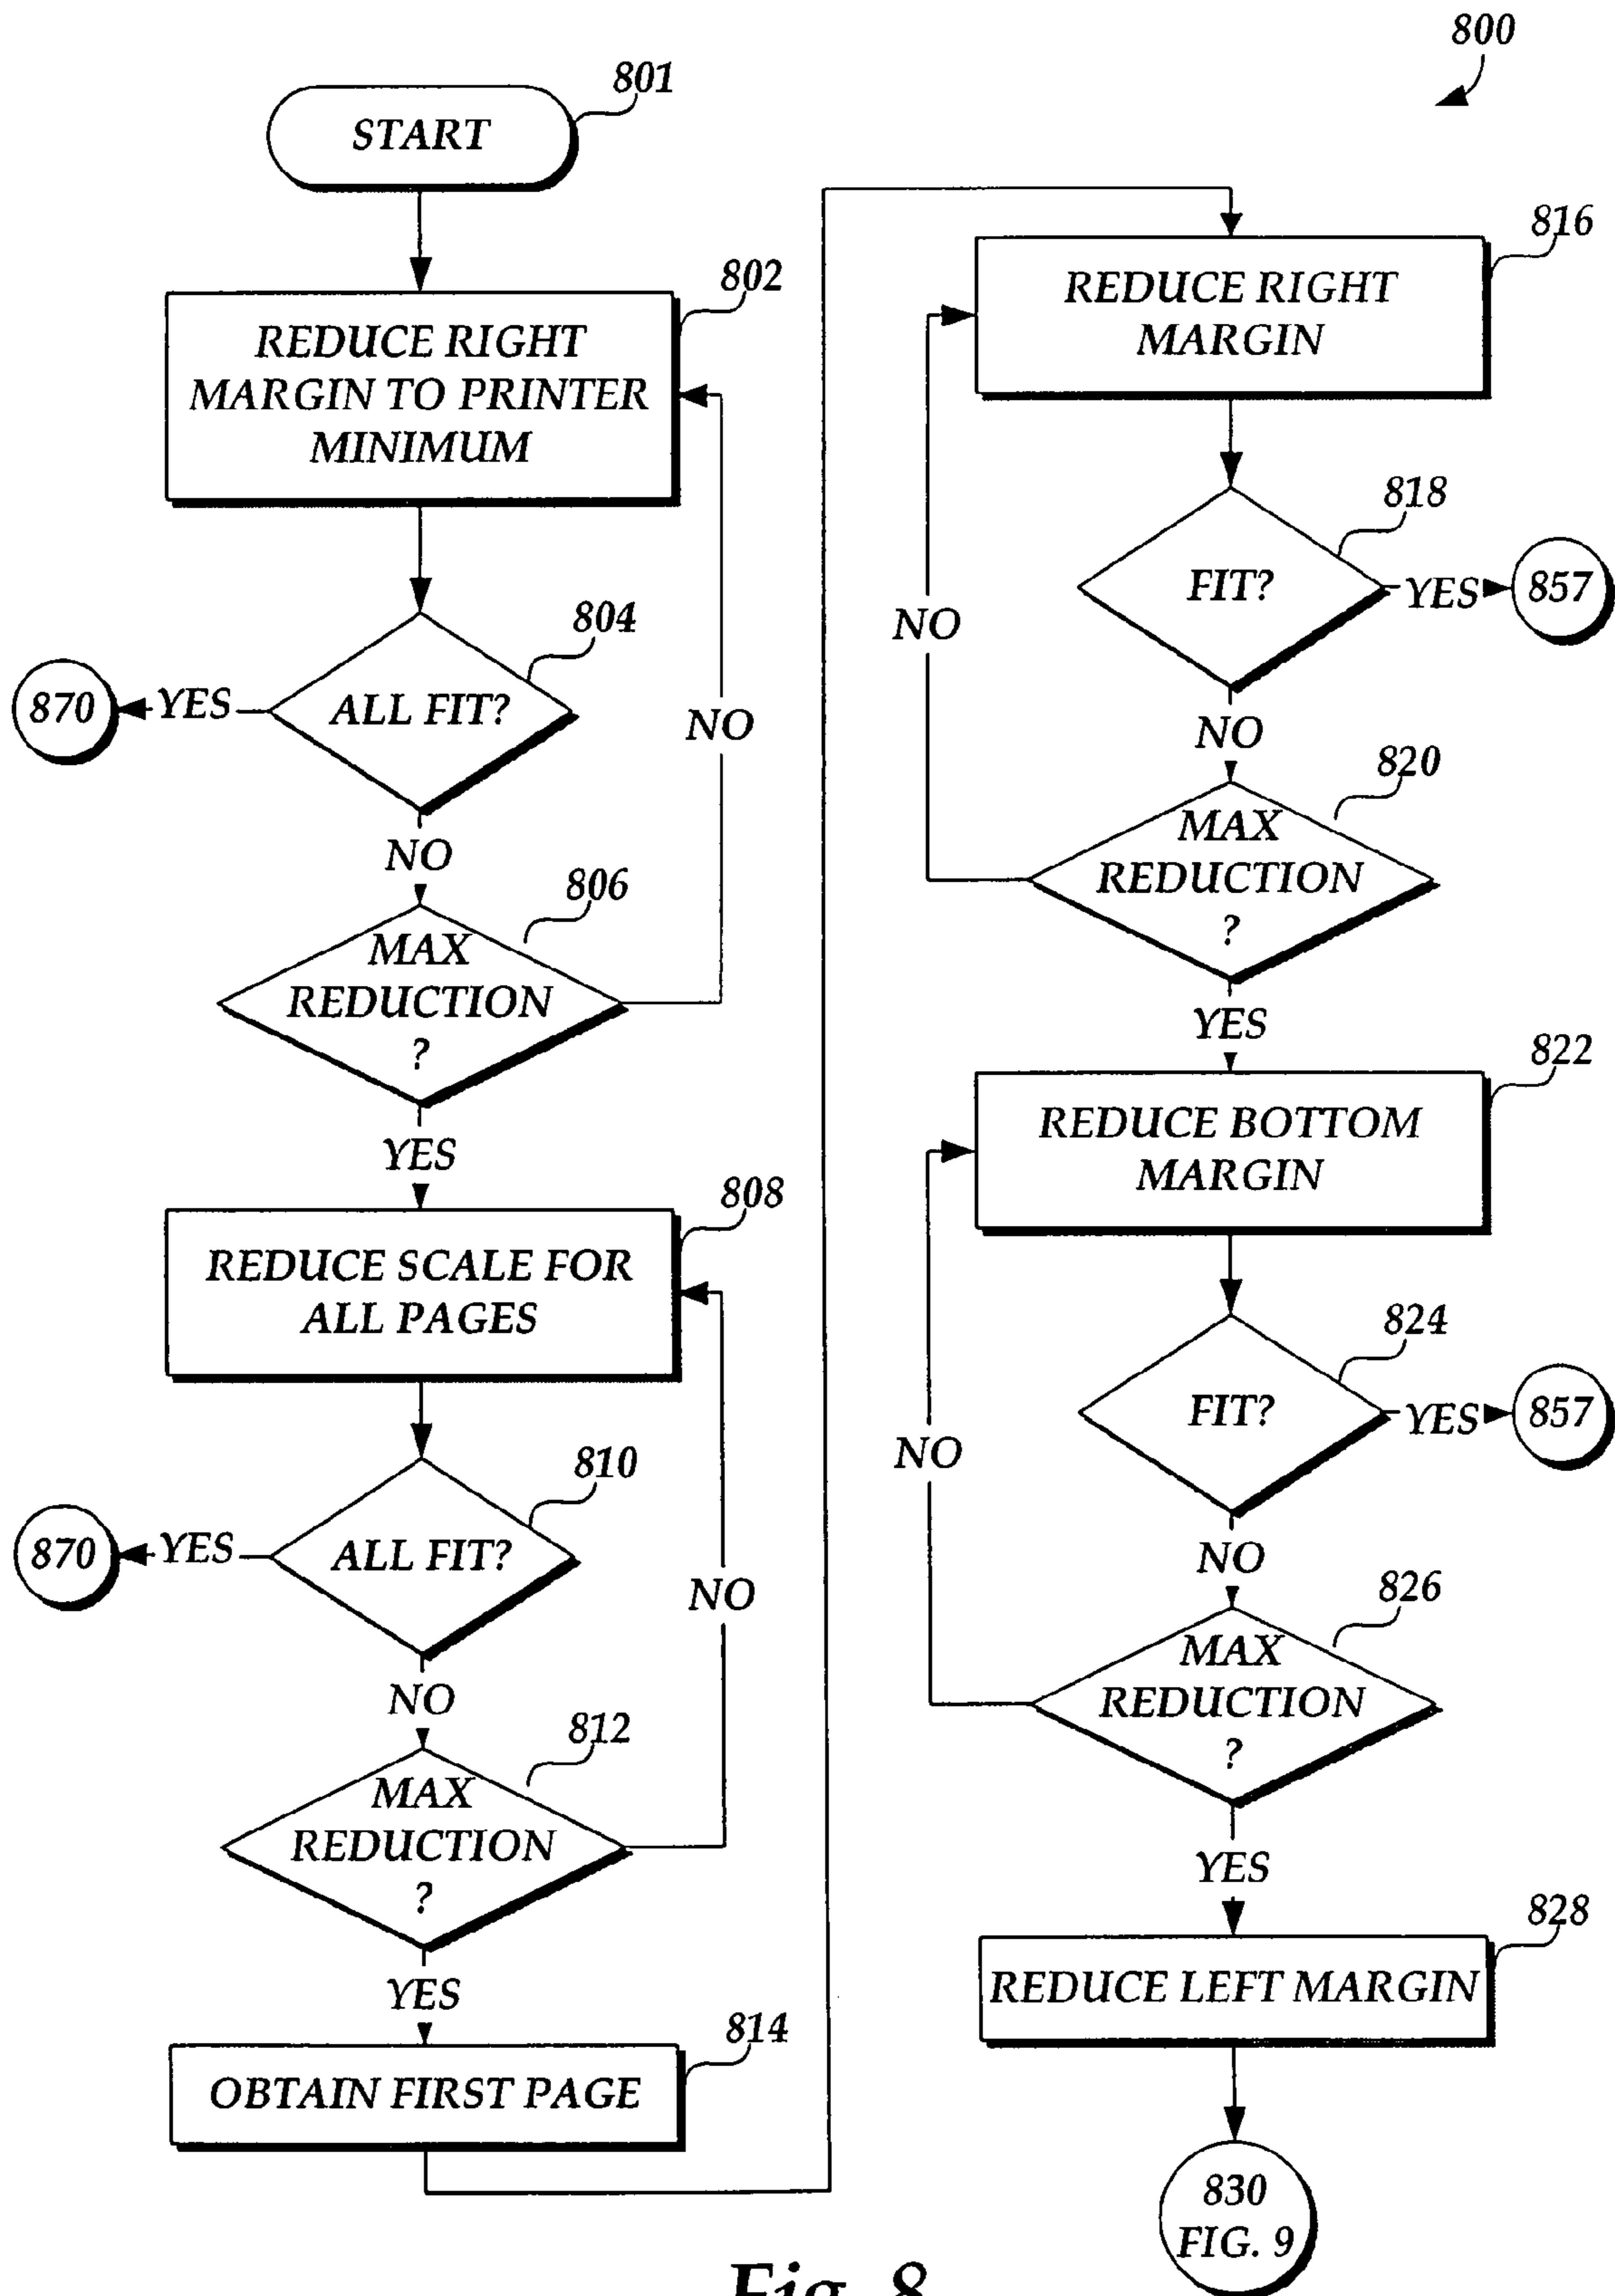 800
801
START
802
REDUCE RIGHT
MARGIN TO PRINTER
MINIMUM
804
ALL FIT?
YES
870
NO
NO
806
MAX
REDUCTION
?
YES
808
REDUCE SCALE FOR
ALL PAGES
810
ALL FIT?
YES
870
NO
NO
812
MAX
REDUCTION
?
YES
814
OBTAIN FIRST PAGE
816
REDUCE RIGHT
MARGIN
818
FIT?
YES
857
NO
NO
820
MAX
REDUCTION
?
YES
822
REDUCE BOTTOM
MARGIN
824
FIT?
YES
857
NO
NO
826
MAX
REDUCTION
?
YES
828
REDUCE LEFT MARGIN
830
FIG. 9
Fig. 8